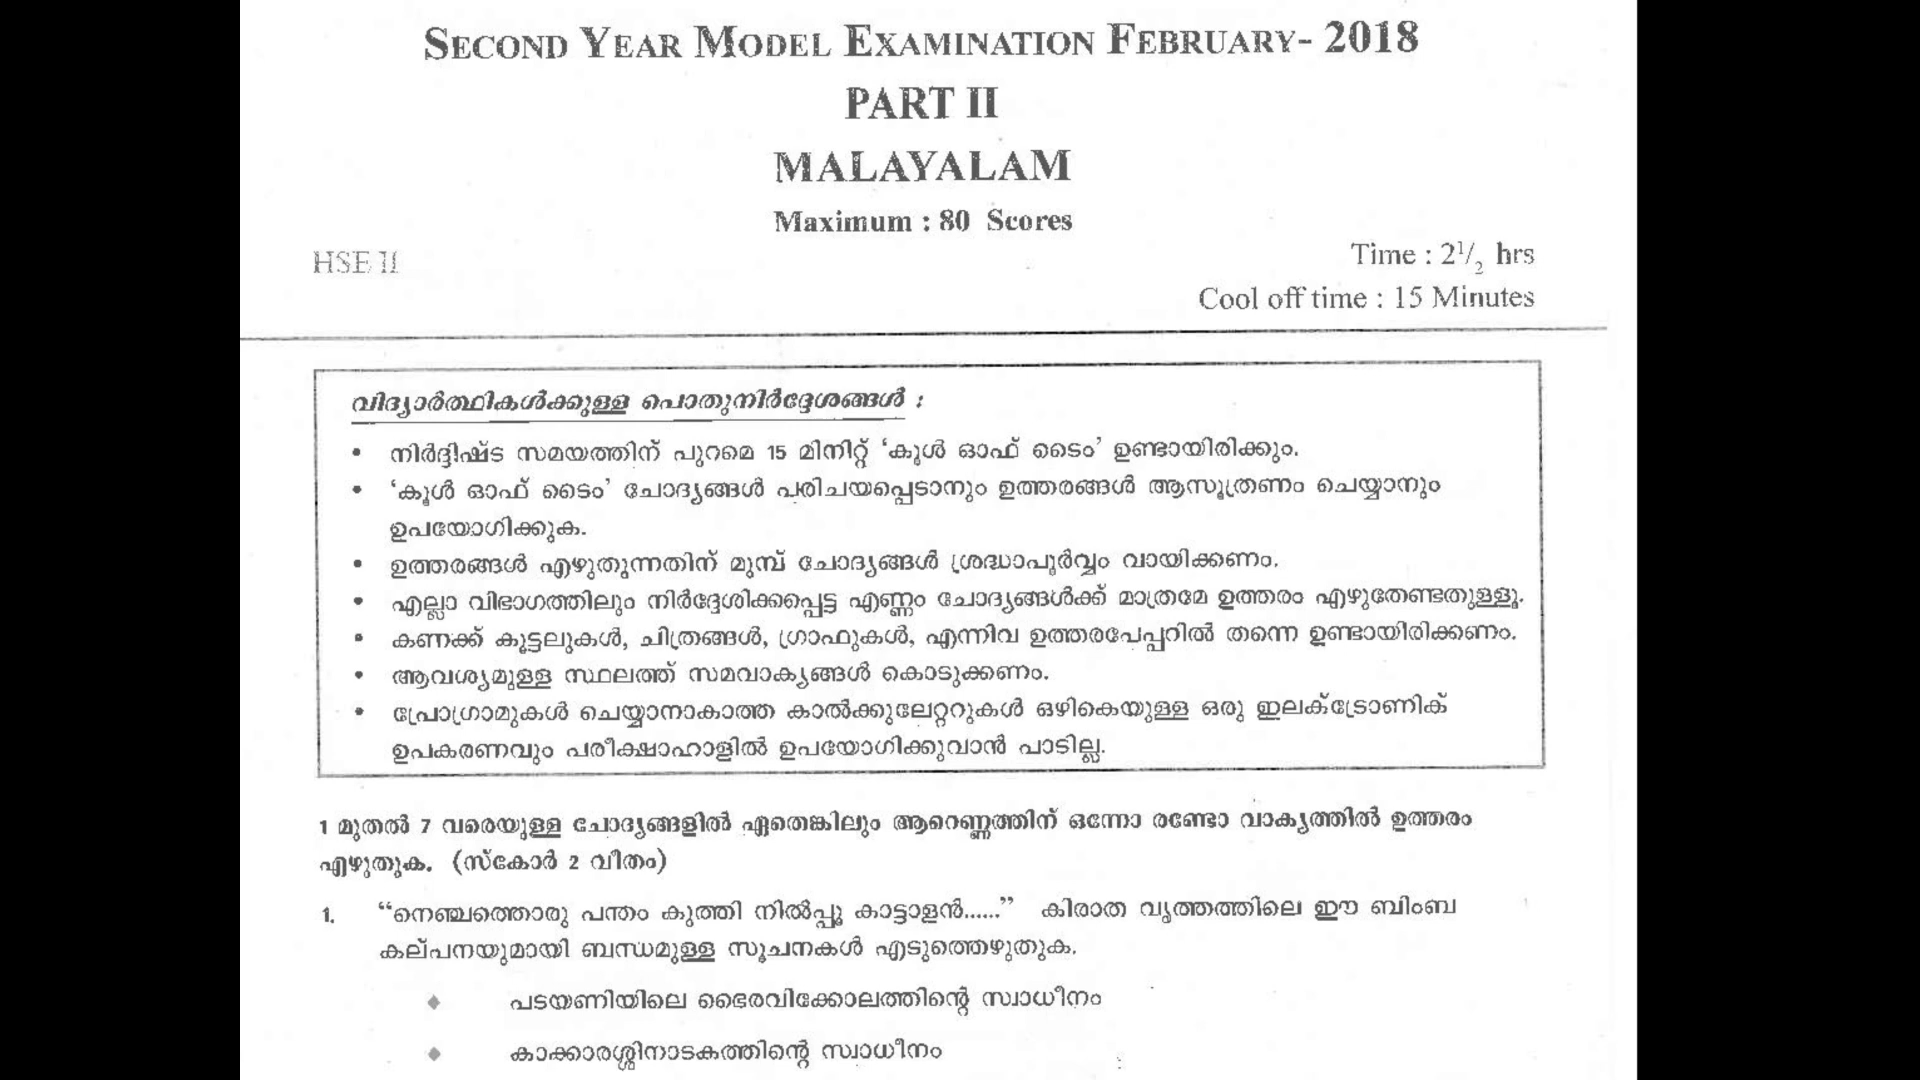 SECOND YEAR MODEL EXAMINATION FEBRUARY- 2018
PART II
MALAYALAM
Maximum : 80 Scores
HSE II
Time : 2 1/2 hrs
Cool off time : 15 Minutes
വിദ്യാർത്ഥികൾക്കുള്ള പൊതുനിർദ്ദേശങ്ങൾ :
• നിർദ്ദിഷ്ട സമയത്തിന് പുറമെ 15 മിനിറ്റ് ‘കൂൾ ഓഫ് ടൈം’ ഉണ്ടായിരിക്കും.
• ‘കൂൾ ഓഫ് ടൈം’ ചോദ്യങ്ങൾ പരിചയപ്പെടാനും ഉത്തരങ്ങൾ ആസൂത്രണം ചെയ്യാനും
ഉപയോഗിക്കുക.
• ഉത്തരങ്ങൾ എഴുതുന്നതിന് മുമ്പ് ചോദ്യങ്ങൾ ശ്രദ്ധാപൂർവ്വം വായിക്കണം.
• എല്ലാ വിഭാഗത്തിലും നിർദ്ദേശിക്കപ്പെട്ട എണ്ണം ചോദ്യങ്ങൾക്ക് മാത്രമേ ഉത്തരം എഴുതേണ്ടതുള്ളൂ.
• കണക്ക് കൂട്ടലുകൾ, ചിത്രങ്ങൾ, ഗ്രാഫുകൾ, എന്നിവ ഉത്തരപേപ്പറിൽ തന്നെ ഉണ്ടായിരിക്കണം.
• ആവശ്യമുള്ള സ്ഥലത്ത് സമവാക്യങ്ങൾ കൊടുക്കണം.
• പ്രോഗ്രാമുകൾ ചെയ്യാനാകാത്ത കാൽക്കുലേറ്ററുകൾ ഒഴികെയുള്ള ഒരു ഇലക്ട്രോണിക്
ഉപകരണവും പരീക്ഷാഹാളിൽ ഉപയോഗിക്കുവാൻ പാടില്ല.
1 മുതൽ 7 വരെയുള്ള ചോദ്യങ്ങളിൽ ഏതെങ്കിലും ആറെണ്ണത്തിന് ഒന്നോ രണ്ടോ വാക്യത്തിൽ ഉത്തരം
എഴുതുക. (സ്കോർ 2 വീതം)
1. “നെഞ്ചത്തൊരു പന്തം കുത്തി നിൽപ്പൂ കാട്ടാളൻ......” കിരാത വൃത്തത്തിലെ ഈ ബിംബ
കല്പനയുമായി ബന്ധമുള്ള സൂചനകൾ എടുത്തെഴുതുക.
♦ പടയണിയിലെ ഭൈരവിക്കോലത്തിന്റെ സ്വാധീനം
♦ കാക്കാരശ്ശിനാടകത്തിന്റെ സ്വാധീനം